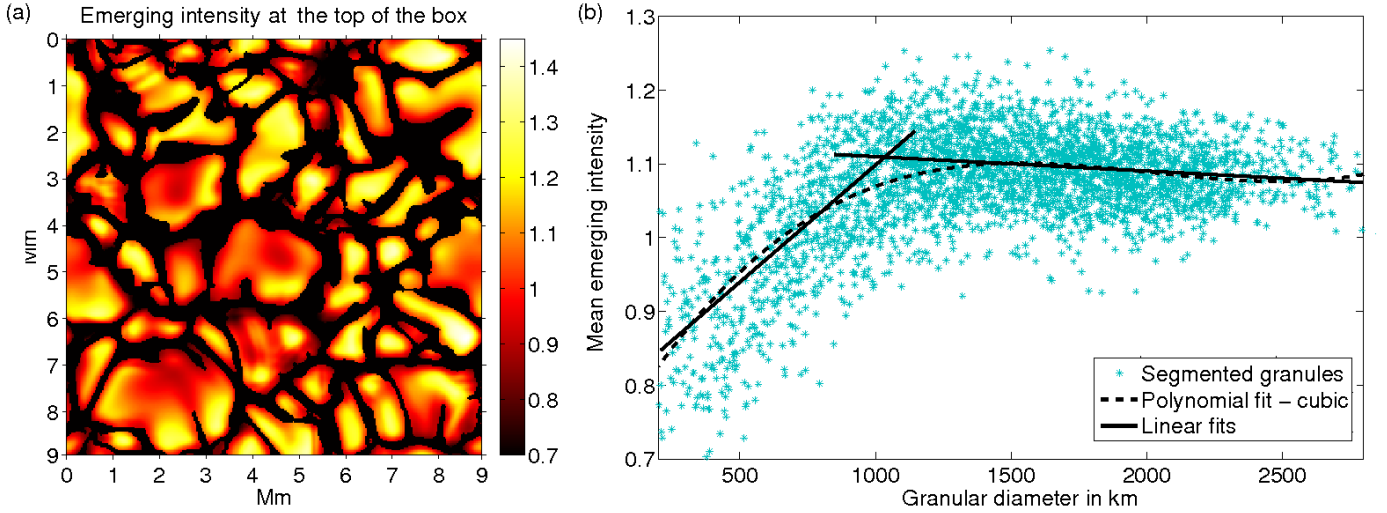 (a)
Emerging intensity at the top of the box
0
1
2
3
4
5
6
7
8
9
0 1 2 3 4 5 6 7 8 9
Mm
1.4
1.3
1.2
1.1
1
0.9
0.8
0.7
(b)
Mean emerging intensity
1.3
1.2
1.1
1
0.9
0.8
0.7
500 1000 1500 2000 2500
Granular diameter in km
Segmented granules
Polynomial fit – cubic
Linear fits